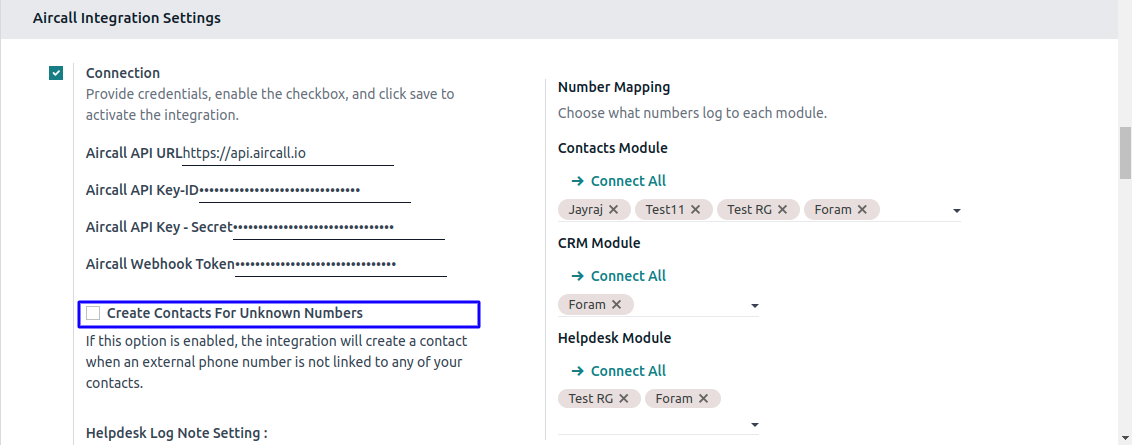 Aircall Integration Settings
Connection
Provide credentials, enable the checkbox, and click save to
activate the integration.
Aircall API URLhttps://api.aircall.io
Aircall API Key-ID••••••••••••••••••••••••••••••••
Aircall API Key - Secret••••••••••••••••••••••••••••••••
Aircall Webhook Token••••••••••••••••••••••••••••••••
Create Contacts For Unknown Numbers
If this option is enabled, the integration will create a contact
when an external phone number is not linked to any of your
contacts.
Helpdesk Log Note Setting :
Number Mapping
Choose what numbers log to each module.
Contacts Module
→ Connect All
Jayraj × Test11 × Test RG × Foram ×
CRM Module
→ Connect All
Foram ×
Helpdesk Module
→ Connect All
Test RG × Foram ×